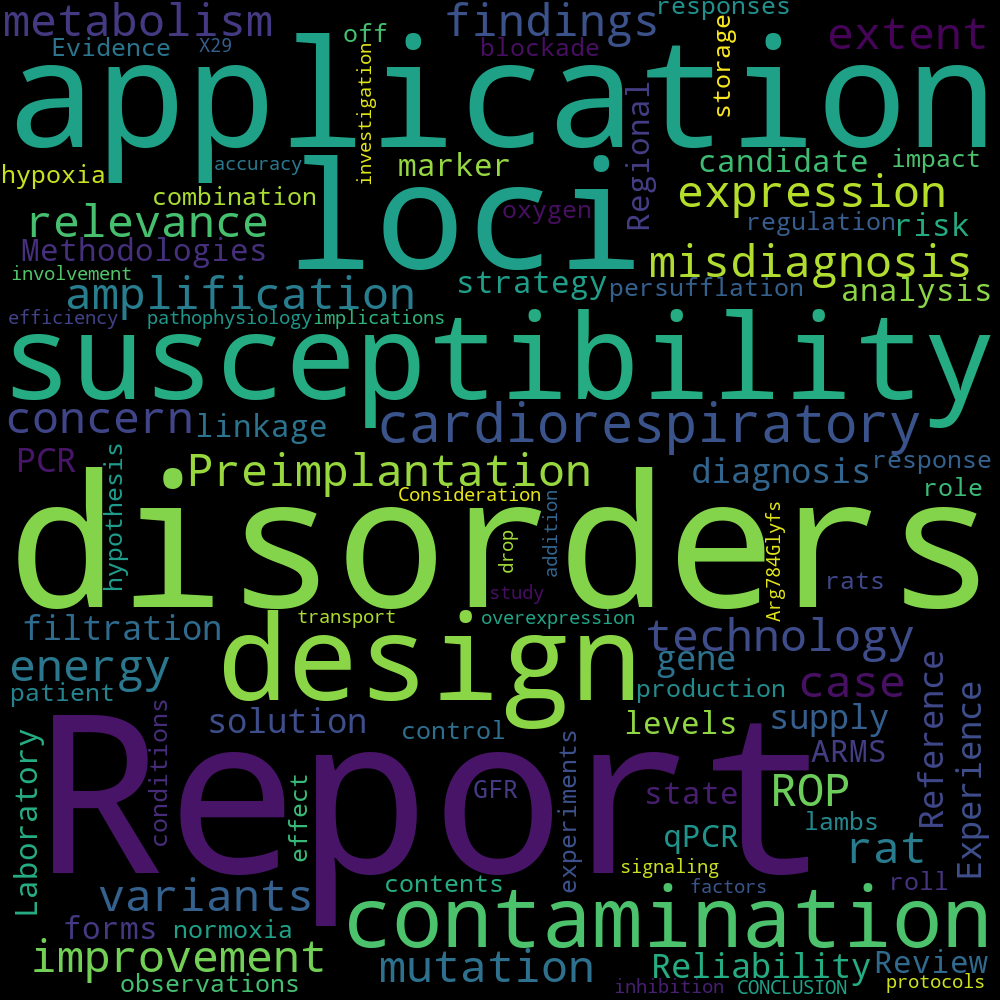 metabolism
findings
responses
extent
Evidence
X29
off
blockade
storage
application
investigation
Regional
accuracy
hypoxia
marker
candidate
impact
combination
loci
oxygen
expression
relevance
regulation
risk
Methodologies
misdiagnosis
involvement
amplification
strategy
persufflation
analysis
efficiency
pathophysiology
implications
susceptibility
concern
linkage
cardiorespiratory
PCR
hypothesis
Preimplantation
diagnosis
response
Consideration
role
disorders
drop
addition
Arg784Glyfs
rats
study
transport
overexpression
filtration
design
technology
energy
gene
patient
production
case
Reference
Experience
conditions
solution
control
levels
supply
Report
ARMS
Laboratory
effect
GFR
experiments
state
ROP
qPCR
lambs
rat
signaling
variants
contents
factors
roll
forms
normoxia
contamination
improvement
mutation
Reliability
Review
observations
inhibition
CONCLUSION
protocols